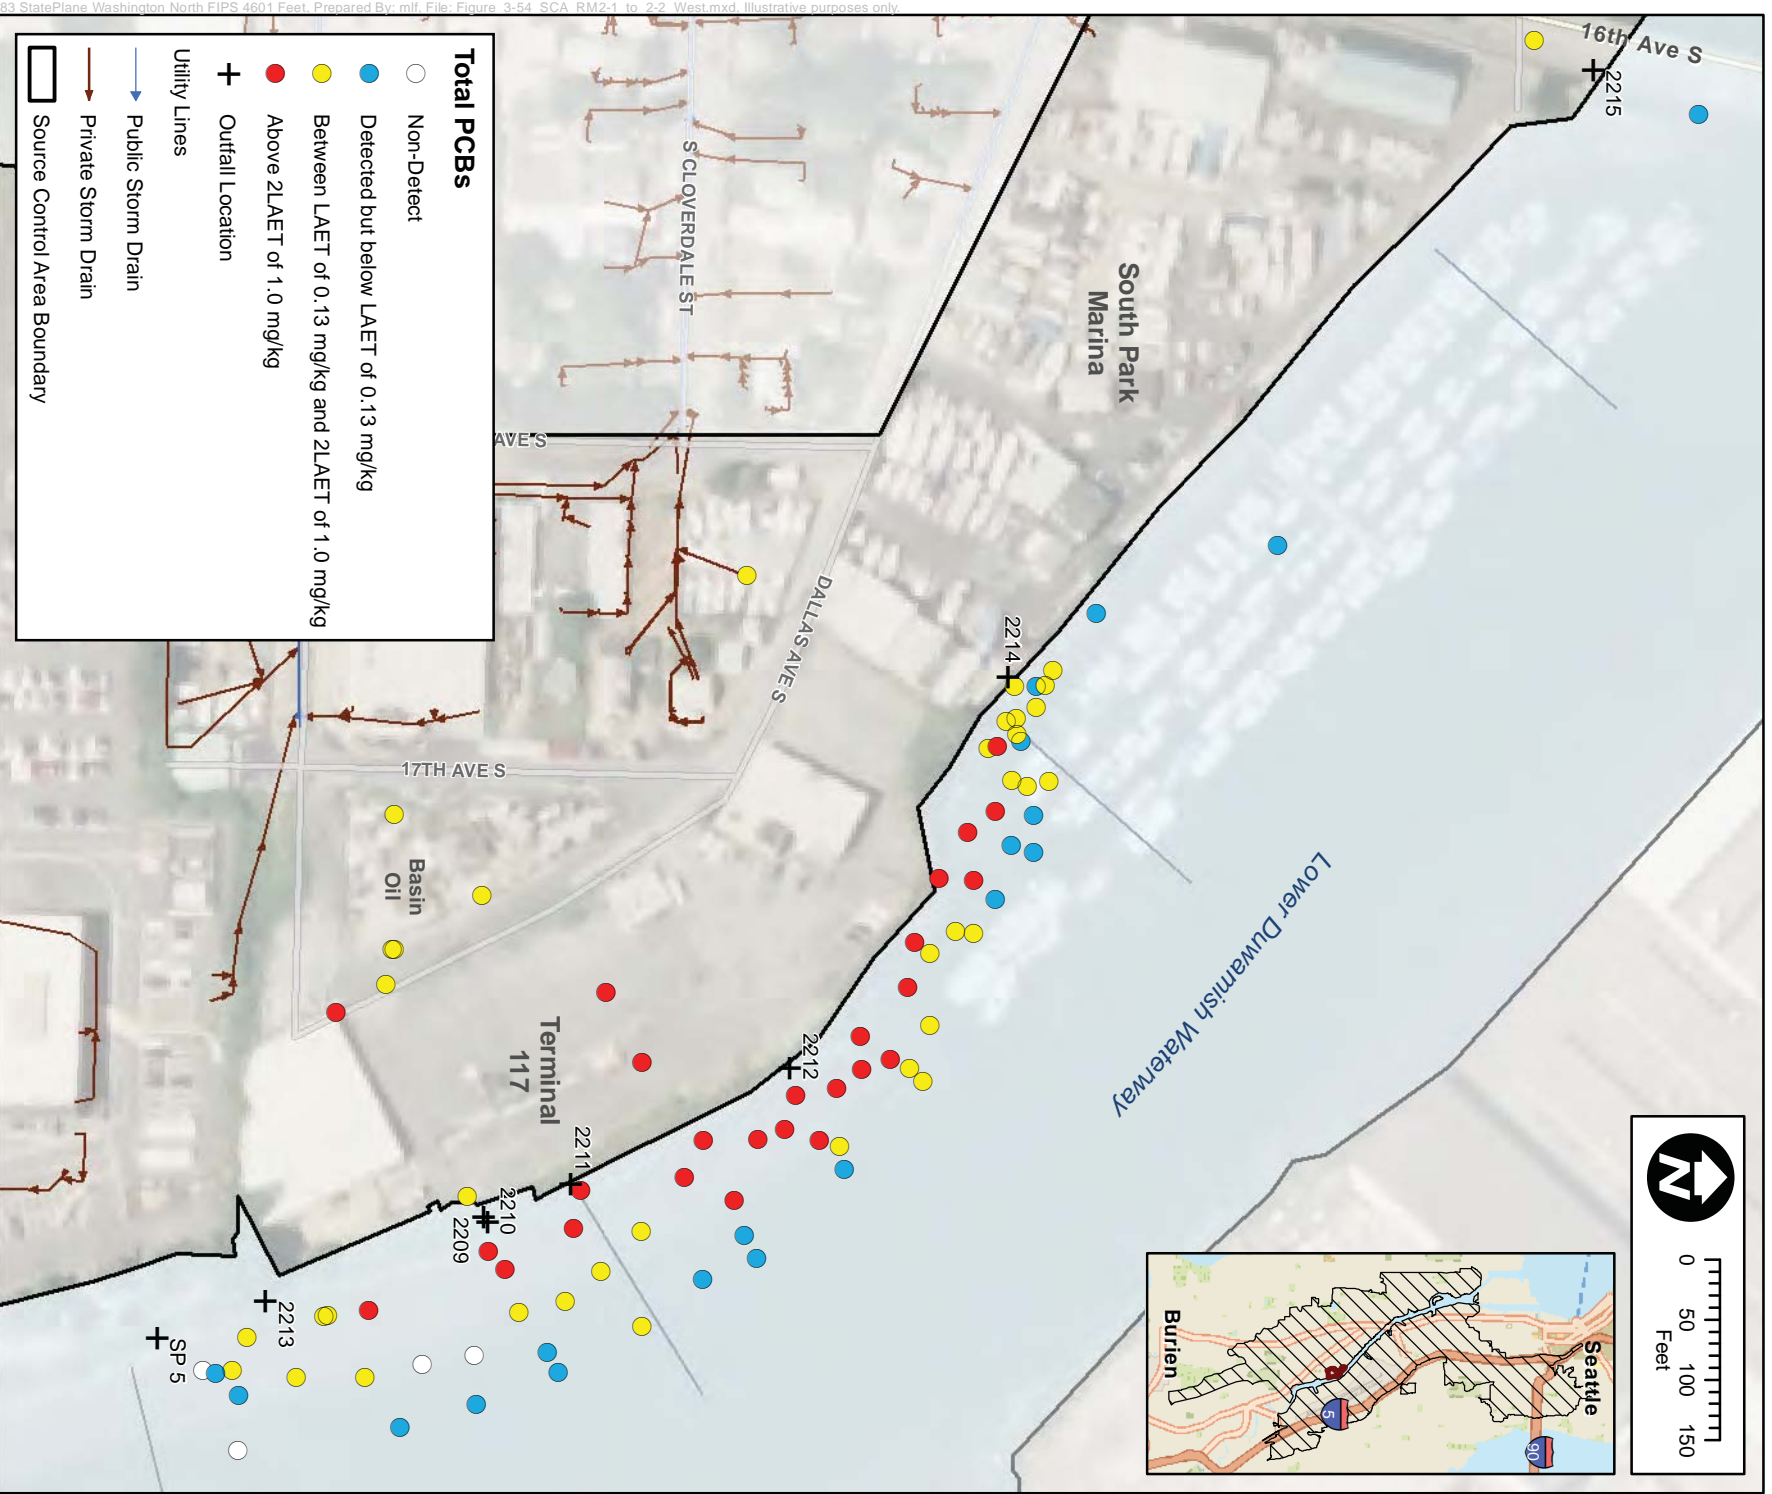 83 StatePlane Washington North FIPS 4601 Feet, Prepared By: mlf, File: Figure_3-54_SCA_RM2-1_to_2-2_West.mxd, Illustrative purposes only.
Total PCBs
Non-Detect
Detected but below LAET of 0.13 mg/kg
Between LAET of 0.13 mg/kg and 2LAET of 1.0 mg/kg
Above 2LAET of 1.0 mg/kg
Outfall Location
Utility Lines
Public Storm Drain
Private Storm Drain
Source Control Area Boundary
16th Ave S
2215
South Park
Marina
S CLOVERDALE ST
AVE S
DALLAS AVE S
17TH AVE S
2214
Basin
Oil
Terminal
117
2212
2211
2210
2209
2213
SP 5
Lower Duwamish Waterway
N
0 50 100 150
Feet
Seattle
Burien
5
90